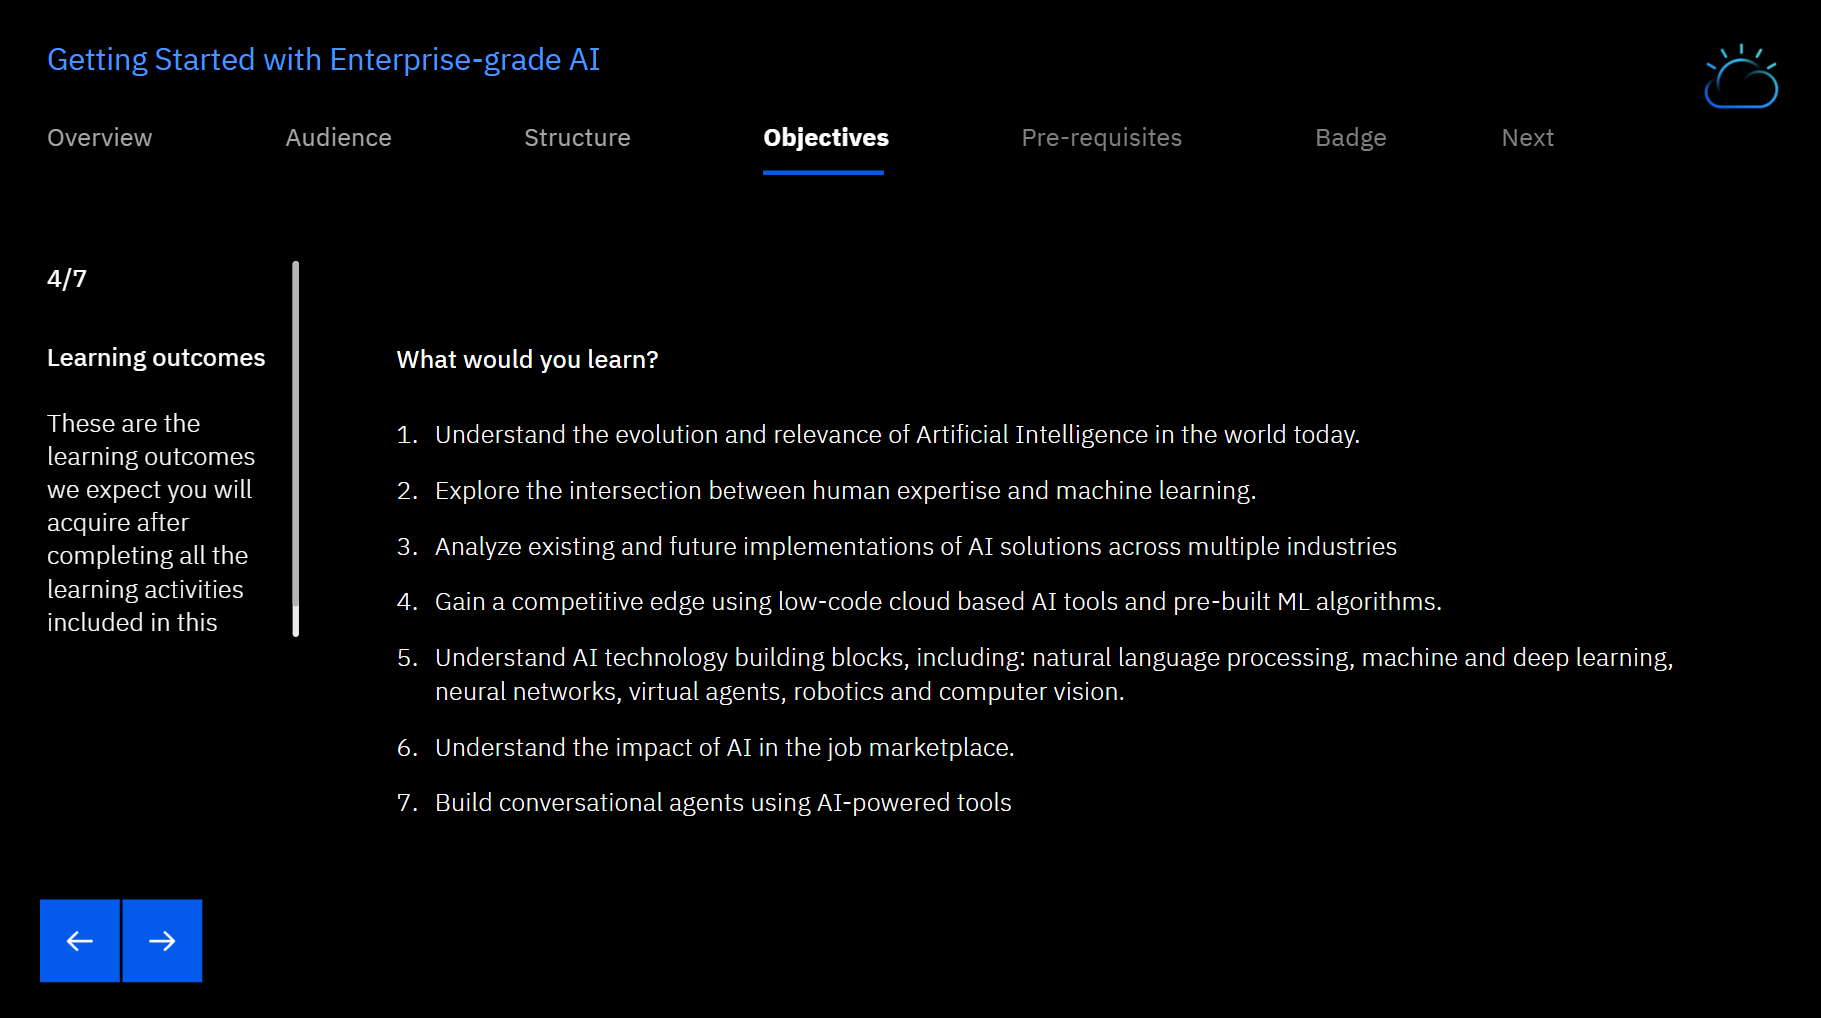 Getting Started with Enterprise-grade AI
Overview
Audience
Structure
Objectives
Pre-requisites
Badge
Next
4/7
Learning outcomes
These are the
learning outcomes
we expect you will
acquire after
completing all the
learning activities
included in this
What would you learn?
1. Understand the evolution and relevance of Artificial Intelligence in the world today.
2. Explore the intersection between human expertise and machine learning.
3. Analyze existing and future implementations of AI solutions across multiple industries
4. Gain a competitive edge using low-code cloud based AI tools and pre-built ML algorithms.
5. Understand AI technology building blocks, including: natural language processing, machine and deep learning,
neural networks, virtual agents, robotics and computer vision.
6. Understand the impact of AI in the job marketplace.
7. Build conversational agents using AI-powered tools